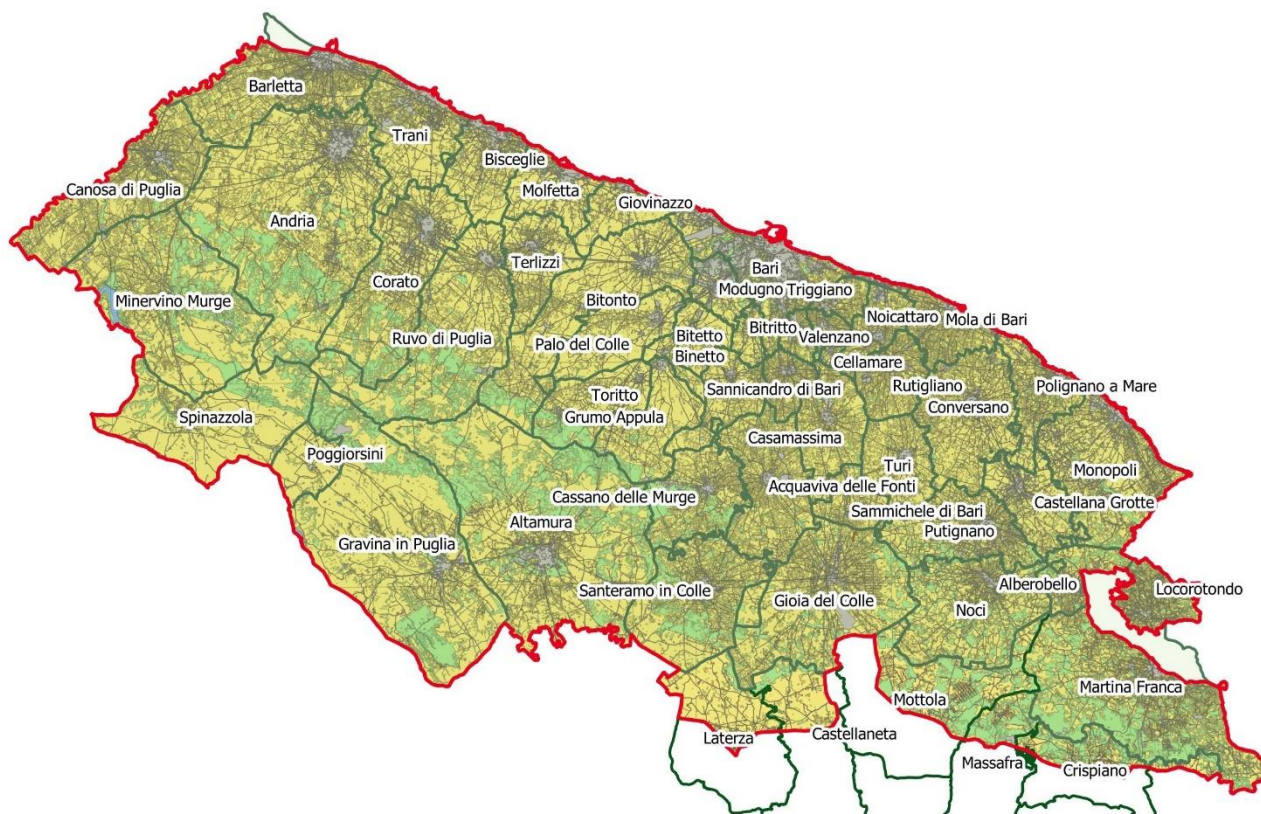 Barletta
Trani
Bisceglie
Canosa di Puglia
Molfetta
Giovinazzo
Andria
Terlizzi
Bari
Corato
Modugno Triggiano
Minervino Murge
Bitonto
Noicattaro
Mola di Bari
Ruvo di Puglia
Palo del Colle
Bitetto
Bitritto
Valenzano
Binetto
Cellamare
Toritto
Sannicandro di Bari
Rutigliano
Polignano a Mare
Spinazzola
Grumo Appula
Conversano
Poggiorsini
Casamassima
Turi
Monopoli
Cassano delle Murge
Acquaviva delle Fonti
Castellana Grotte
Altamura
Sammichele di Bari
Gravina in Puglia
Putignano
Santeramo in Colle
Gioia del Colle
Noci
Alberobello
Locorotondo
Martina Franca
Mottola
Laterza
Castellaneta
Massafra
Crispiano